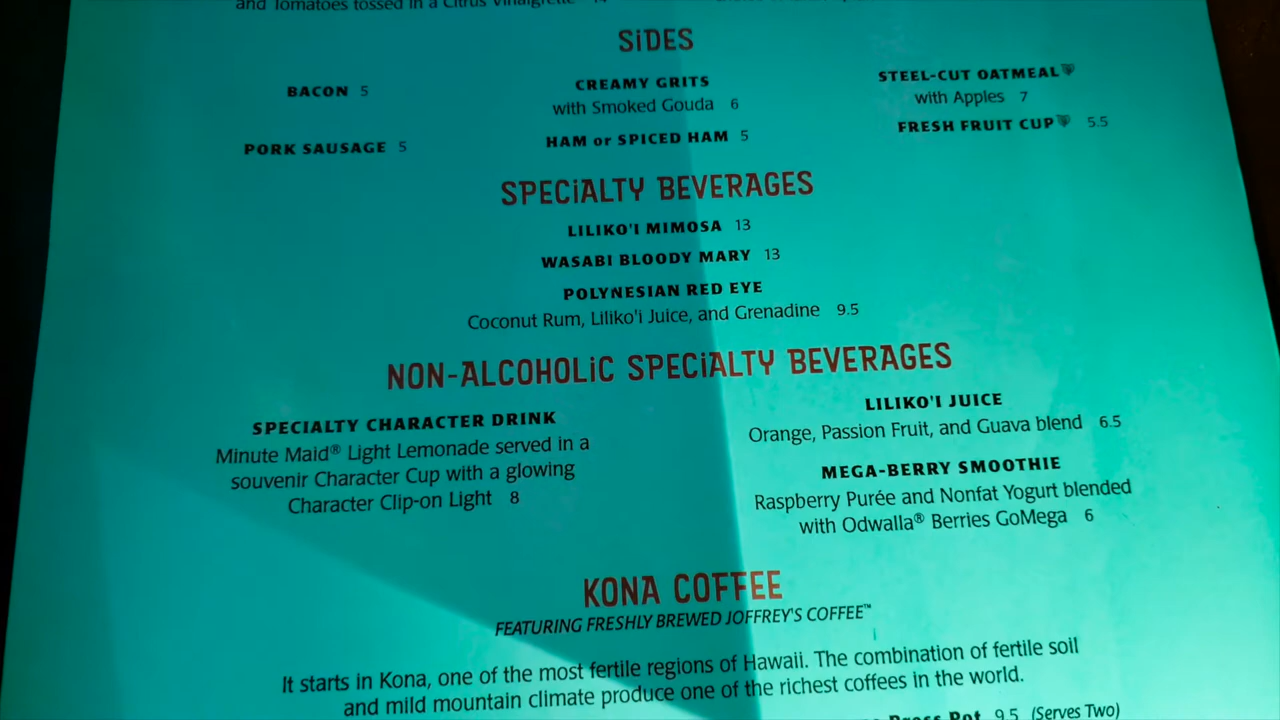 and Tomatoes tossed in a Citrus Vinaigrette
SiDES
BACON 5
CREAMY GRITS
with Smoked Gouda 6
STEEL-CUT OATMEAL
with Apples 7
PORK SAUSAGE 5
HAM or SPICED HAM 5
FRESH FRUIT CUP 5.5
SPECiALTY BEVERAGES
LILIKO'I MIMOSA 13
WASABI BLOODY MARY 13
POLYNESIAN RED EYE
Coconut Rum, Liliko'i Juice, and Grenadine 9.5
NON-ALCOHOLiC SPECiALTY BEVERAGES
SPECIALTY CHARACTER DRINK
Minute Maid® Light Lemonade served in a
souvenir Character Cup with a glowing
Character Clip-on Light 8
LILIKO'I JUICE
Orange, Passion Fruit, and Guava blend 6.5
MEGA-BERRY SMOOTHIE
Raspberry Purée and Nonfat Yogurt blended
with Odwalla® Berries GoMega 6
KONA COFFEE
FEATURING FRESHLY BREWED JOFFREY'S COFFEE™
It starts in Kona, one of the most fertile regions of Hawaii. The combination of fertile soil
and mild mountain climate produce one of the richest coffees in the world.
Press Pot 9.5 (Serves Two)